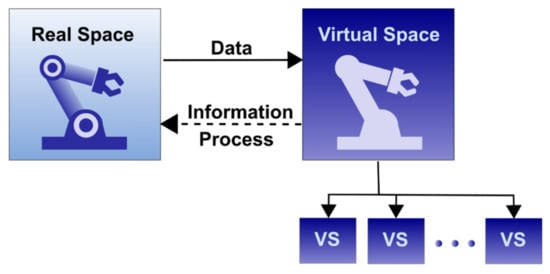 Real Space
Data
Virtual Space
Information
Process
VS
VS
VS